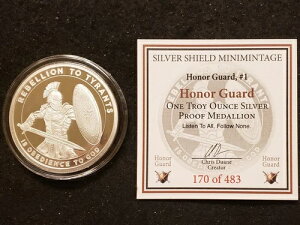 REBELLION TO TYRANTS
IS OBEDIENCE TO GOD
SILVER SHIELD MINIMINTAGE
Honor Guard, #1
Honor Guard
ONE TROY OUNCE SILVER
PROOF MEDALLION
Listen To All. Follow None.
Honor
Guard
Chris Duane
Creator
Honor
Guard
170 of 483